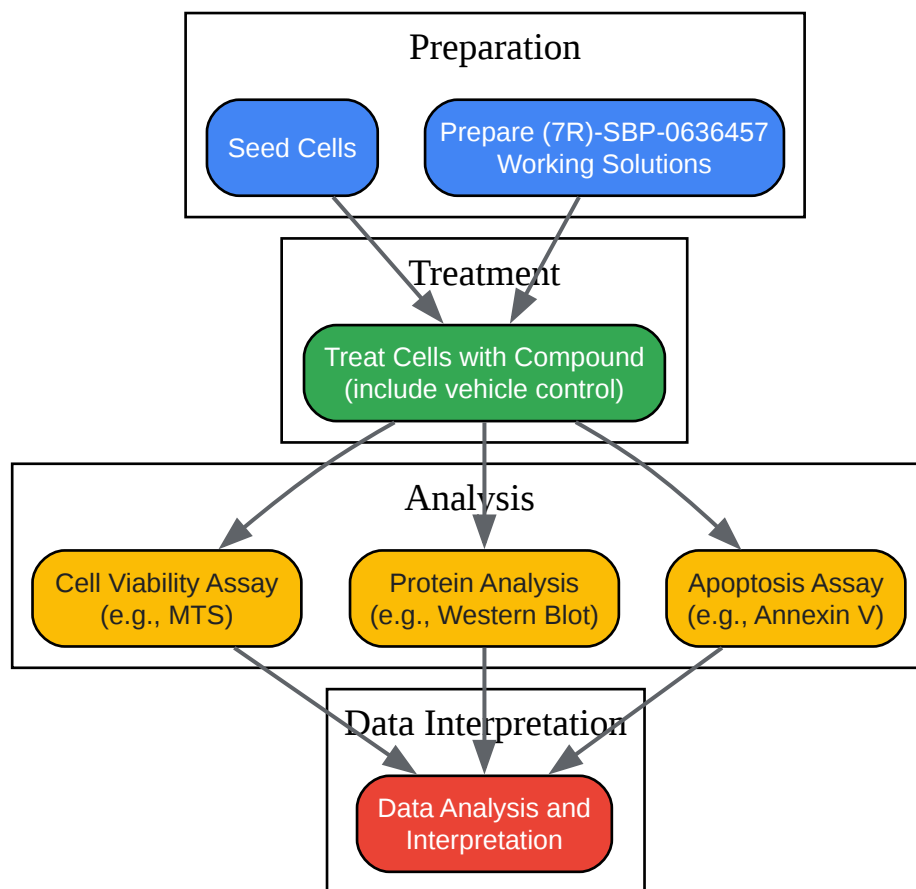 Preparation
Seed Cells
Prepare (7R)-SBP-0636457
Working Solutions
Treatment
Treat Cells with Compound
(include vehicle control)
Analysis
Cell Viability Assay
(e.g., MTS)
Protein Analysis
(e.g., Western Blot)
Apoptosis Assay
(e.g., Annexin V)
Data Interpretation
Data Analysis and
Interpretation